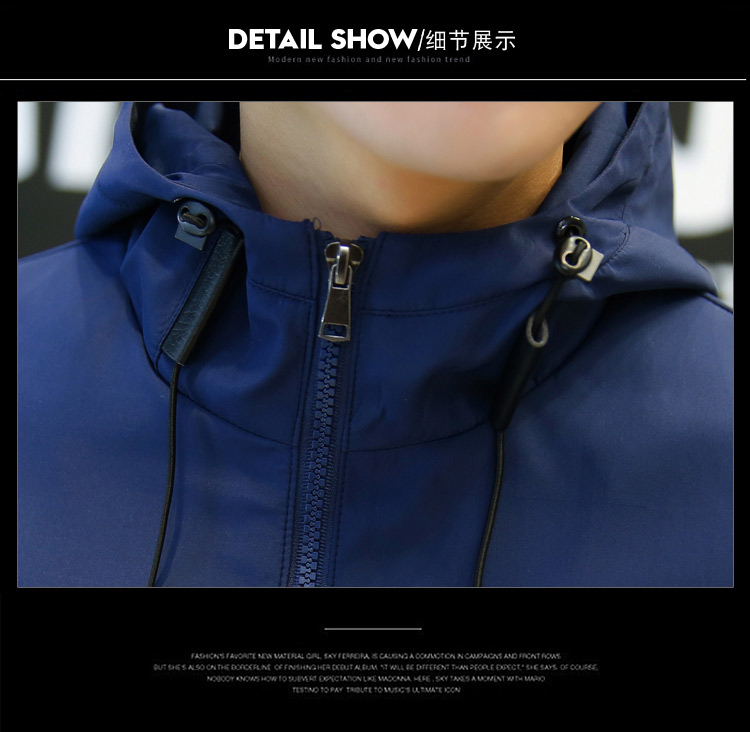 DETAIL SHOW/细节展示
Modern new fashion and new fashion trend
FASHION'S FAVORITE NEW MATERIAL GIRL, SKY FERREIRA, IS CAUSING A COMMOTION IN CAMPAIGNS AND FRONT ROWS
BUT SHE'S ALSO ON THE BORDERLINE OF FINISHING HER DEBUT ALBUM. "IT WILL BE DIFFERENT THAN PEOPLE EXPECT," SHE SAYS. OF COURSE,
NOBODY KNOWS HOW TO SUBVERT EXPECTATION LIKE MADONNA. HERE , SKY TAKES A MOMENT WITH MARIO
TESTINO TO PAY TRIBUTE TO MUSIC'S ULTIMATE ICON